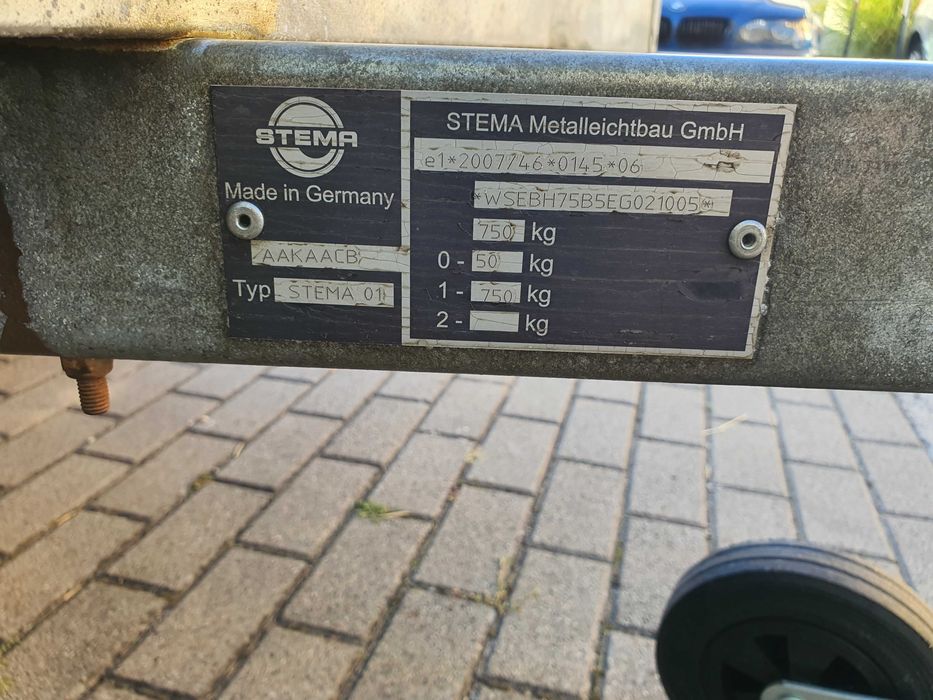 STEMA
Made in Germany
AAKAACB
Typ STEMA 01
STEMA Metalleichtbau GmbH
e1*2007/46*0145*06
*WSEBH75B5EG021005*
750 kg
0 - 50 kg
1 - 750 kg
2 - kg